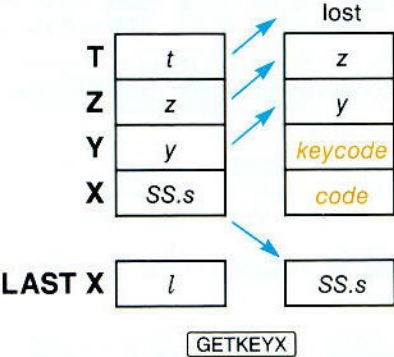 lost
T t z
Z z y
Y y keycode
X SS.s code
LAST X l SS.s
GETKEYX